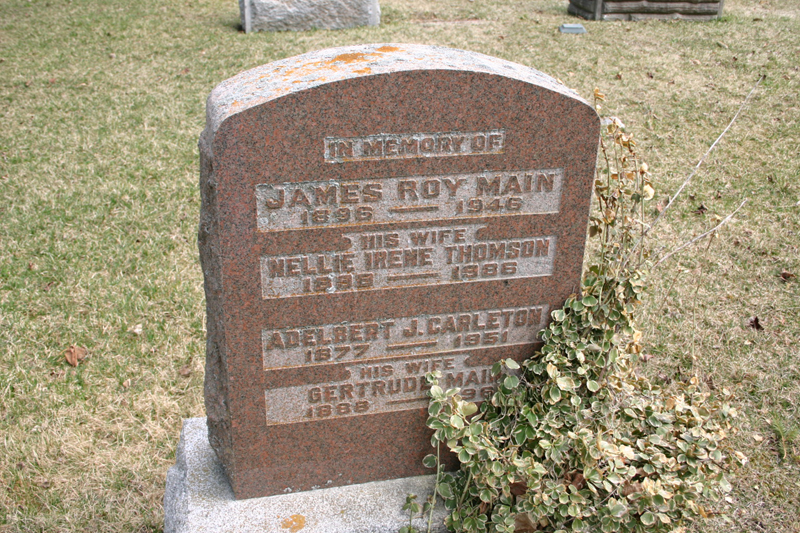 IN MEMORY OF
JAMES ROY MAIN
1896 — 1946
HIS WIFE
NELLIE IRENE THOMSON
— 1986
ADELBERT J. CARLETON
1877 — 1951
HIS WIFE
GERTRUDE MAIN
1888 —